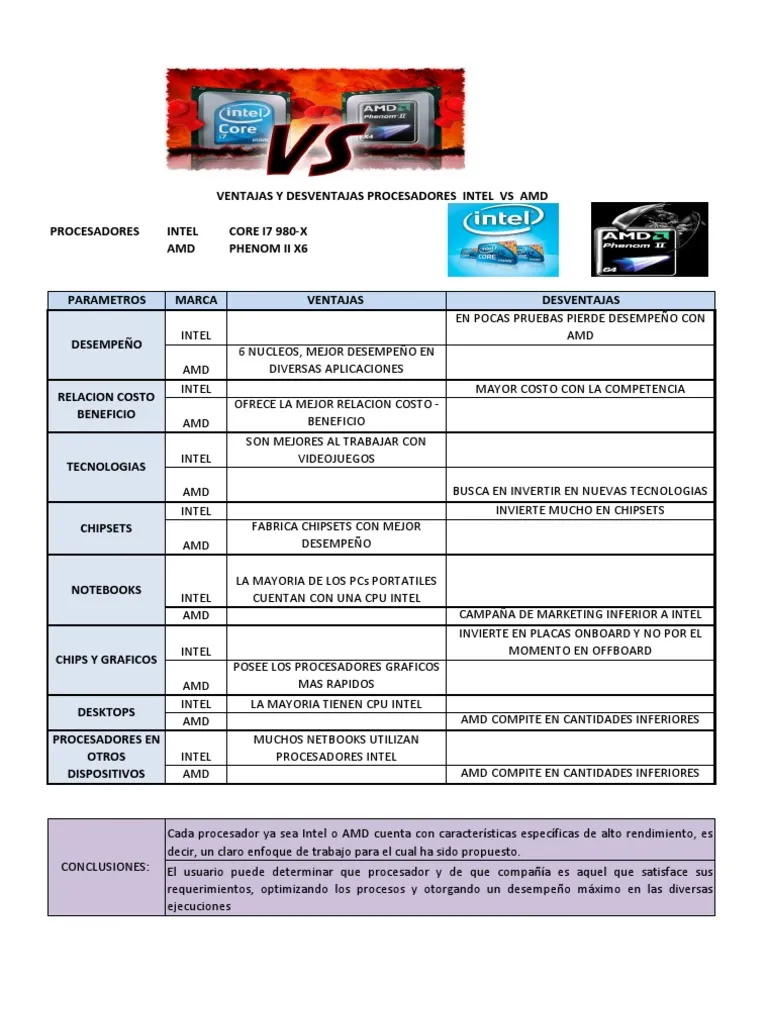 intel
Core
i7
inside
VS
AMD
Phenom II
X4
VENTAJAS Y DESVENTAJAS PROCESADORES INTEL VS AMD
PROCESADORES INTEL CORE I7 980-X
AMD PHENOM II X6
intel
CORE
AMD
Phenom II
64
PARAMETROS MARCA VENTAJAS DESVENTAJAS
DESEMPEÑO
INTEL
EN POCAS PRUEBAS PIERDE DESEMPEÑO CON
AMD
AMD
6 NUCLEOS, MEJOR DESEMPEÑO EN
DIVERSAS APLICACIONES
RELACION COSTO
BENEFICIO
INTEL
MAYOR COSTO CON LA COMPETENCIA
AMD
OFRECE LA MEJOR RELACION COSTO -
BENEFICIO
TECNOLOGIAS
INTEL
SON MEJORES AL TRABAJAR CON
VIDEOJUEGOS
AMD
BUSCA EN INVERTIR EN NUEVAS TECNOLOGIAS
CHIPSETS
INTEL
INVIERTE MUCHO EN CHIPSETS
AMD
FABRICA CHIPSETS CON MEJOR
DESEMPEÑO
NOTEBOOKS
INTEL
LA MAYORIA DE LOS PCs PORTATILES
CUENTAN CON UNA CPU INTEL
AMD
CAMPAÑA DE MARKETING INFERIOR A INTEL
CHIPS Y GRAFICOS
INTEL
INVIERTE EN PLACAS ONBOARD Y NO POR EL
MOMENTO EN OFFBOARD
AMD
POSEE LOS PROCESADORES GRAFICOS
MAS RAPIDOS
DESKTOPS
INTEL
LA MAYORIA TIENEN CPU INTEL
AMD
AMD COMPITE EN CANTIDADES INFERIORES
PROCESADORES EN
OTROS
DISPOSITIVOS
INTEL
MUCHOS NETBOOKS UTILIZAN
PROCESADORES INTEL
AMD
AMD COMPITE EN CANTIDADES INFERIORES
CONCLUSIONES:
Cada procesador ya sea Intel o AMD cuenta con características específicas de alto rendimiento, es
decir, un claro enfoque de trabajo para el cual ha sido propuesto.
El usuario puede determinar que procesador y de que compañía es aquel que satisface sus
requerimientos, optimizando los procesos y otorgando un desempeño máximo en las diversas
ejecuciones